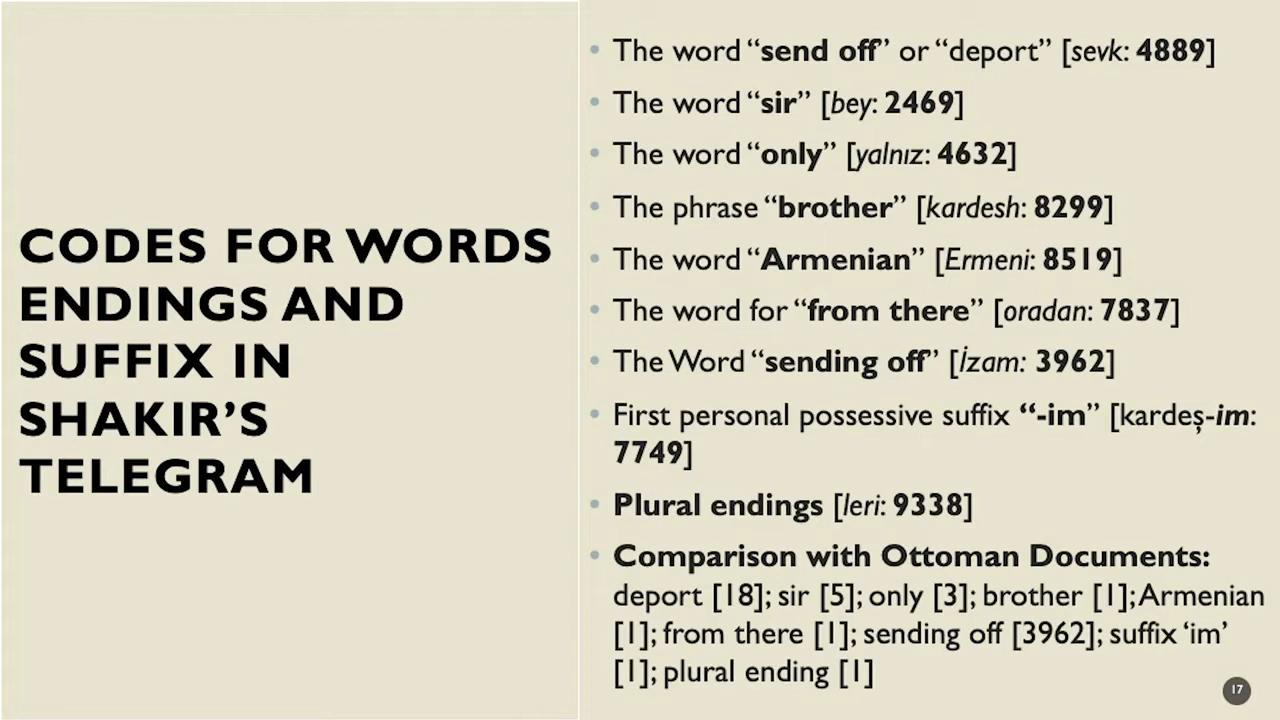 CODES FOR WORDS
ENDINGS AND
SUFFIX IN
SHAKIR’S
TELEGRAM
• The word “send off” or “deport” [sevk: 4889]
• The word “sir” [bey: 2469]
• The word “only” [yalnız: 4632]
• The phrase “brother” [kardesh: 8299]
• The word “Armenian” [Ermeni: 8519]
• The word for “from there” [oradan: 7837]
• The Word “sending off” [İzam: 3962]
• First personal possessive suffix “-im” [kardeş-im:
7749]
• Plural endings [leri: 9338]
• Comparison with Ottoman Documents:
deport [18]; sir [5]; only [3]; brother [1]; Armenian
[1]; from there [1]; sending off [3962]; suffix ‘im’
[1]; plural ending [1]
17